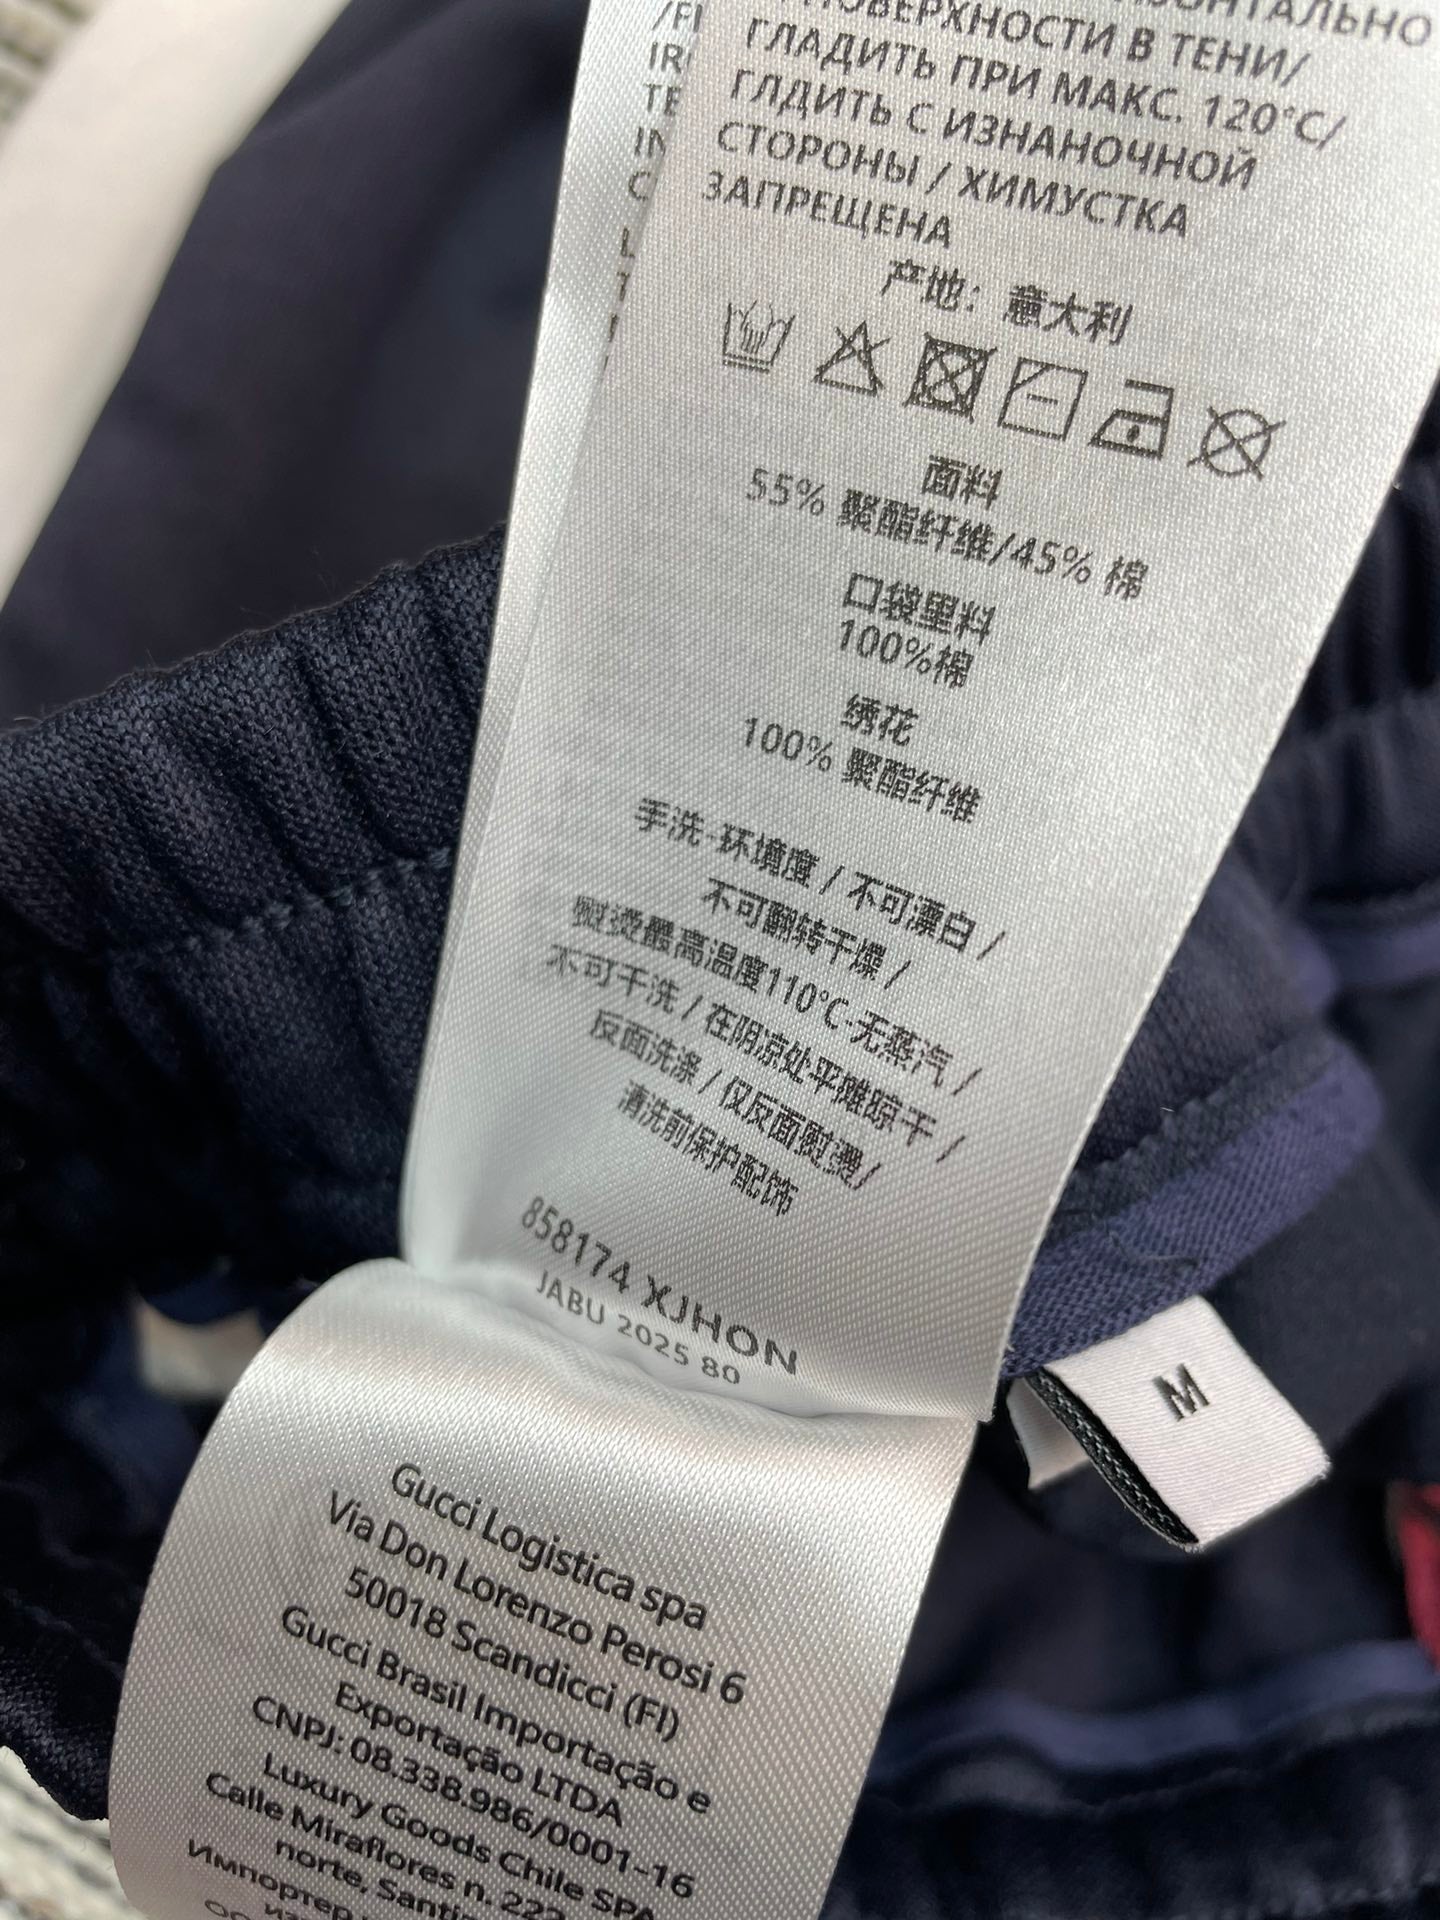 ПОВЕРХНОСТИ В ТЕНИ/
ГЛАДИТЬ ПРИ МАКС. 120°C/
ГЛДИТЬ С ИЗНАНОЧНОЙ
СТОРОНЫ / ХИМУСТКА
ЗАПРЕЩЕНА
产地：意大利
面料
55% 聚酯纤维/45% 棉
口袋里料
100%棉
绣花
100% 聚酯纤维
手洗-环境度 / 不可漂白 /
不可翻转干燥 /
熨烫最高温度110°C-无蒸汽 /
不可干洗 / 在阴凉处平摊晾干 /
反面洗涤 / 仅反面熨烫/
清洗前保护配饰
858174 XJHON
JABU 2025 80
M
Gucci Logistica spa
Via Don Lorenzo Perosi 6
50018 Scandicci (FI)
Gucci Brasil Importação e
Exportação LTDA
CNPJ: 08.338.986/0001-16
Luxury Goods Chile SPA
Calle Miraflores n. 222
norte,